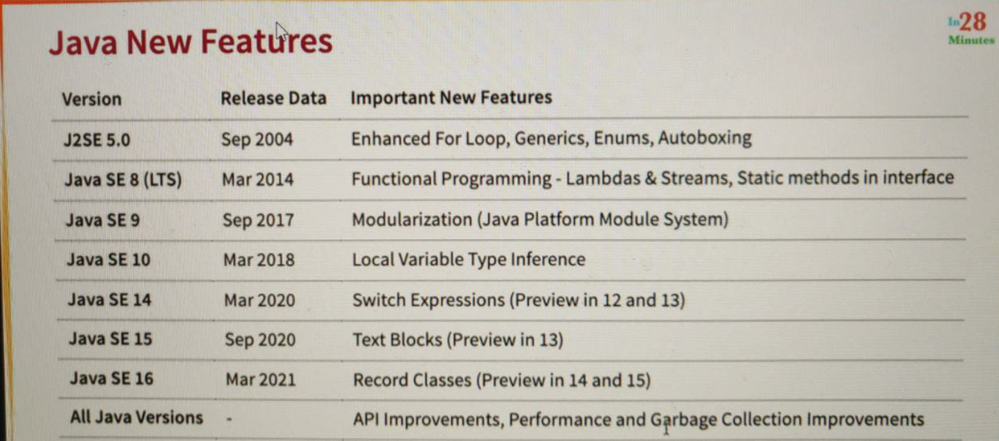 Java New Features
In 28
Minutes
Version Release Data Important New Features
J2SE 5.0 Sep 2004 Enhanced For Loop, Generics, Enums, Autoboxing
Java SE 8 (LTS) Mar 2014 Functional Programming - Lambdas & Streams, Static methods in interface
Java SE 9 Sep 2017 Modularization (Java Platform Module System)
Java SE 10 Mar 2018 Local Variable Type Inference
Java SE 14 Mar 2020 Switch Expressions (Preview in 12 and 13)
Java SE 15 Sep 2020 Text Blocks (Preview in 13)
Java SE 16 Mar 2021 Record Classes (Preview in 14 and 15)
All Java Versions - API Improvements, Performance and Garbage Collection Improvements